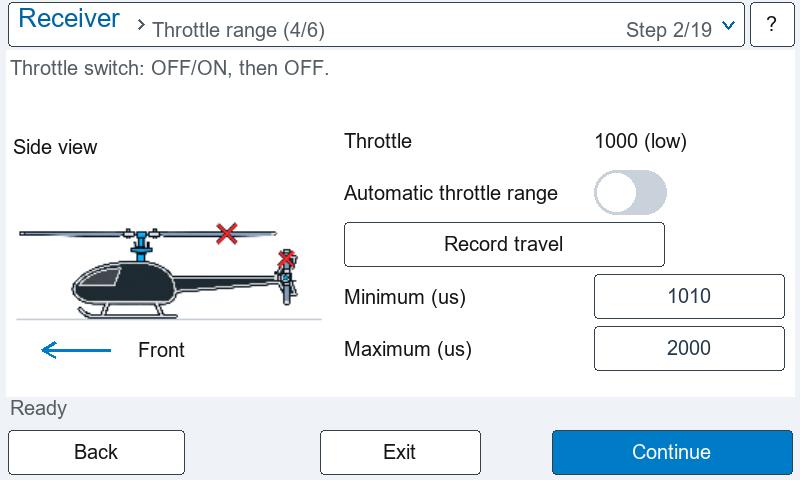 Receiver › Throttle range (4/6) Step 2/19 ?
Throttle switch: OFF/ON, then OFF.
Side view
Throttle 1000 (low)
Automatic throttle range
Record travel
Minimum (us) 1010
Maximum (us) 2000
Front
Ready
Back Exit Continue